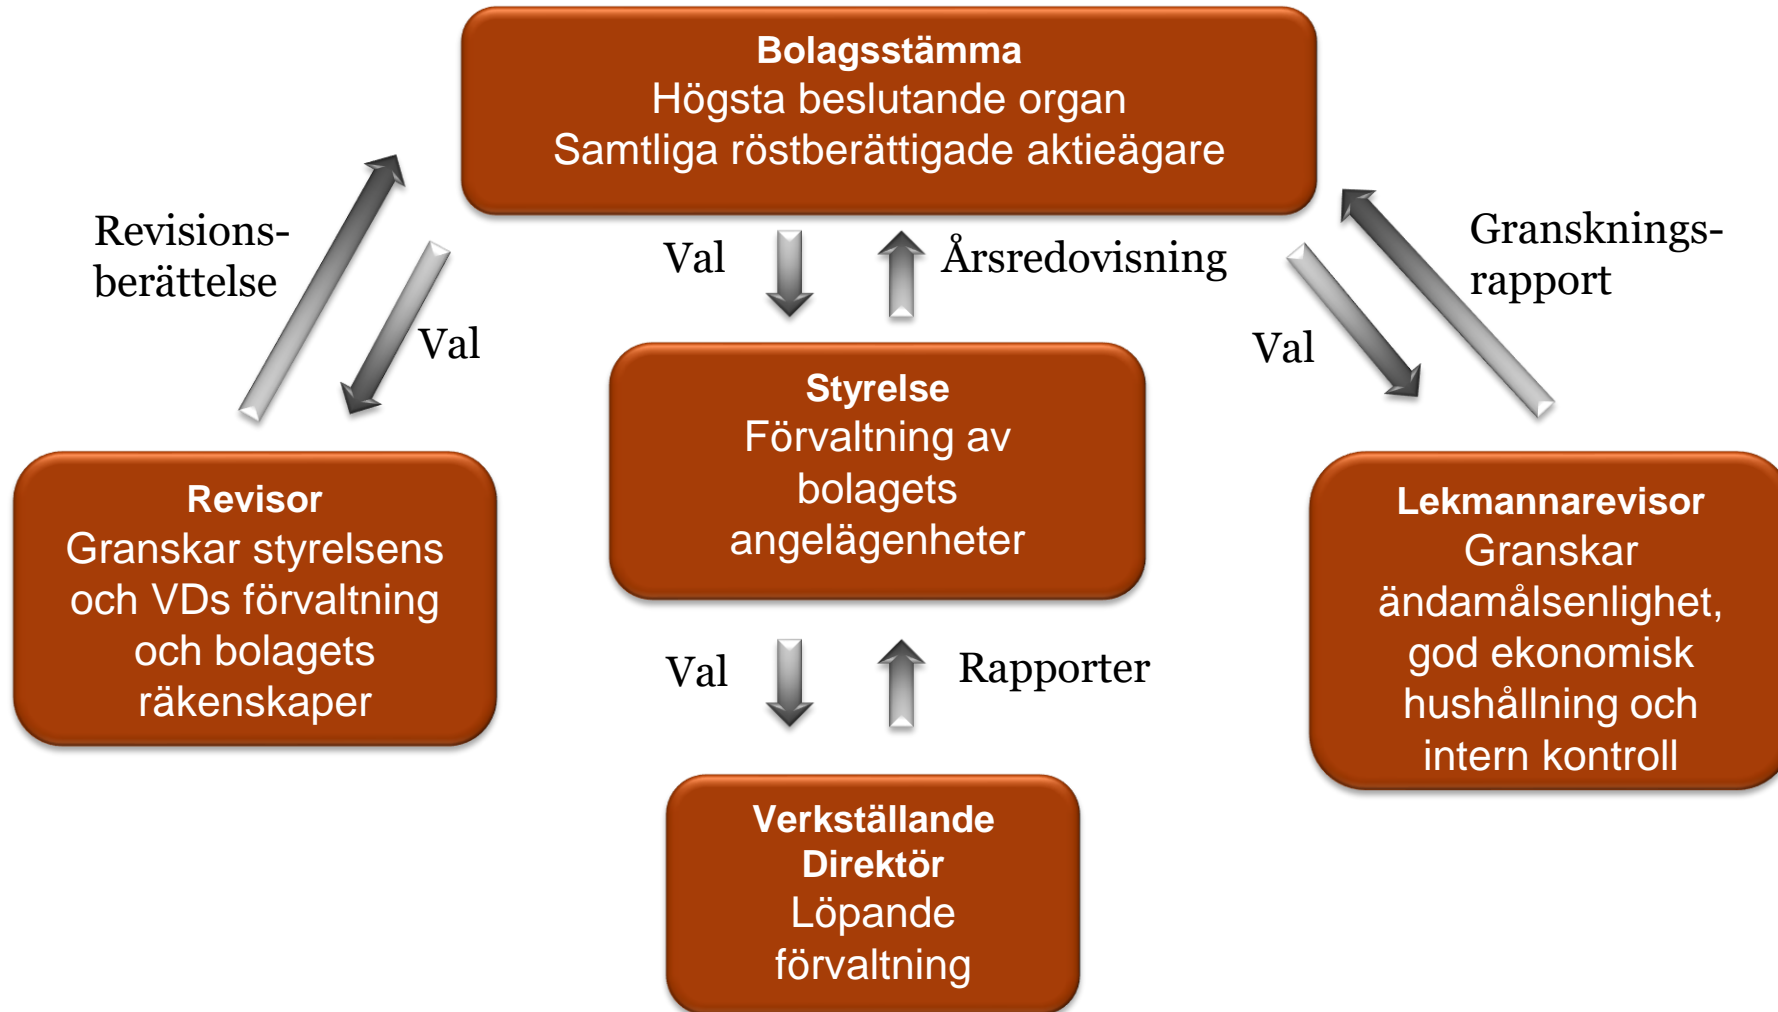 Bolagsstämma
Högsta beslutande organ
Samtliga röstberättigade aktieägare
Revisions-
berättelse
Val
Val
Årsredovisning
Val
Gransknings-
rapport
Revisor
Granskar styrelsens
och VDs förvaltning
och bolagets
räkenskaper
Styrelse
Förvaltning av
bolagets
angelägenheter
Lekmannarevisor
Granskar
ändamålsenlighet,
god ekonomisk
hushållning och
intern kontroll
Val
Rapporter
Verkställande
Direktör
Löpande
förvaltning